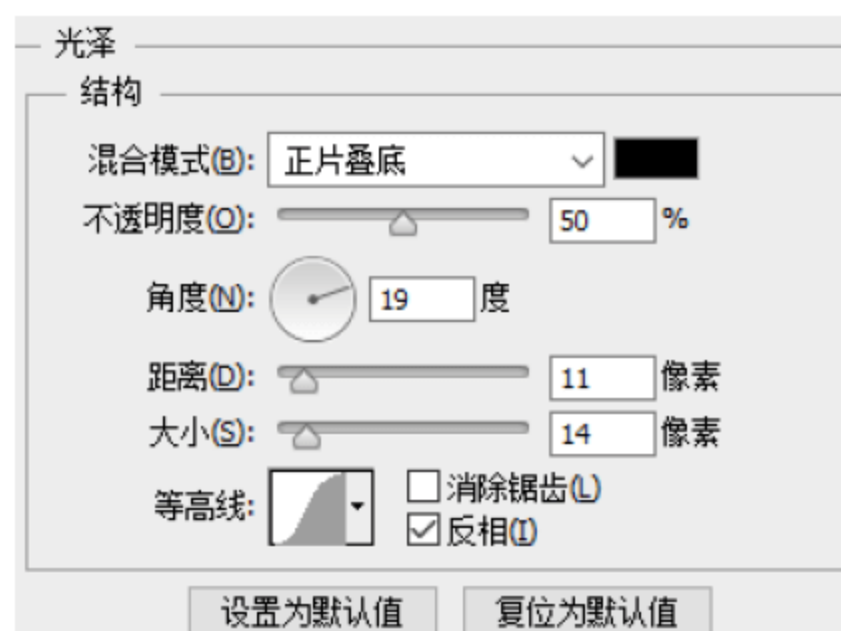 光泽
结构
混合模式(B): 正片叠底
不透明度(O): 50 %
角度(N): 19 度
距离(D): 11 像素
大小(S): 14 像素
等高线: 消除锯齿(L)
反相(I)
设置为默认值 复位为默认值